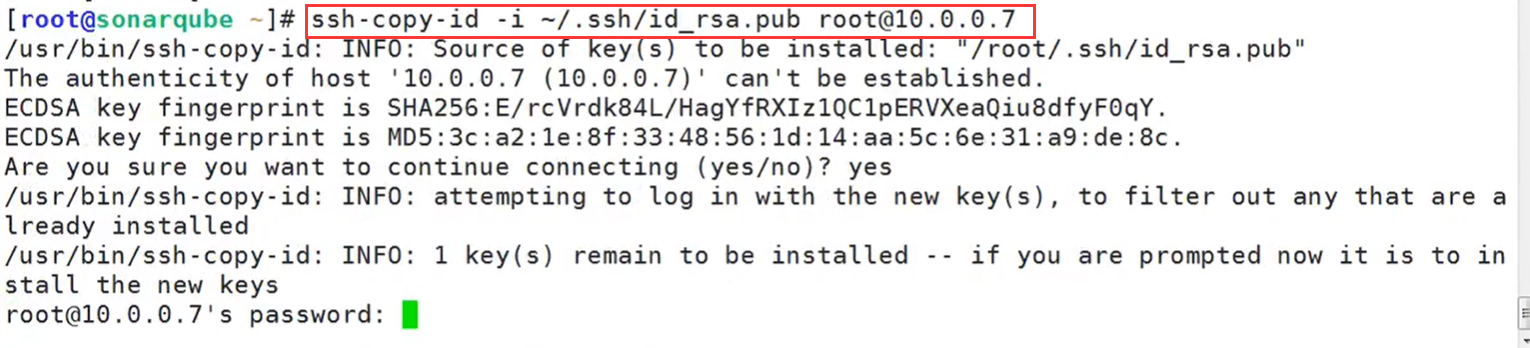 [root@sonarqube ~]# ssh-copy-id -i ~/.ssh/id_rsa.pub root@10.0.0.7
/usr/bin/ssh-copy-id: INFO: Source of key(s) to be installed: "/root/.ssh/id_rsa.pub"
The authenticity of host '10.0.0.7 (10.0.0.7)' can't be established.
ECDSA key fingerprint is SHA256:E/rcVrdk84L/HagYfRXIz1QC1pERVXeaQiu8dfyF0qY.
ECDSA key fingerprint is MD5:3c:a2:1e:8f:33:48:56:1d:14:aa:5c:6e:31:a9:de:8c.
Are you sure you want to continue connecting (yes/no)? yes
/usr/bin/ssh-copy-id: INFO: attempting to log in with the new key(s), to filter out any that are a
lready installed
/usr/bin/ssh-copy-id: INFO: 1 key(s) remain to be installed -- if you are prompted now it is to in
stall the new keys
root@10.0.0.7's password: